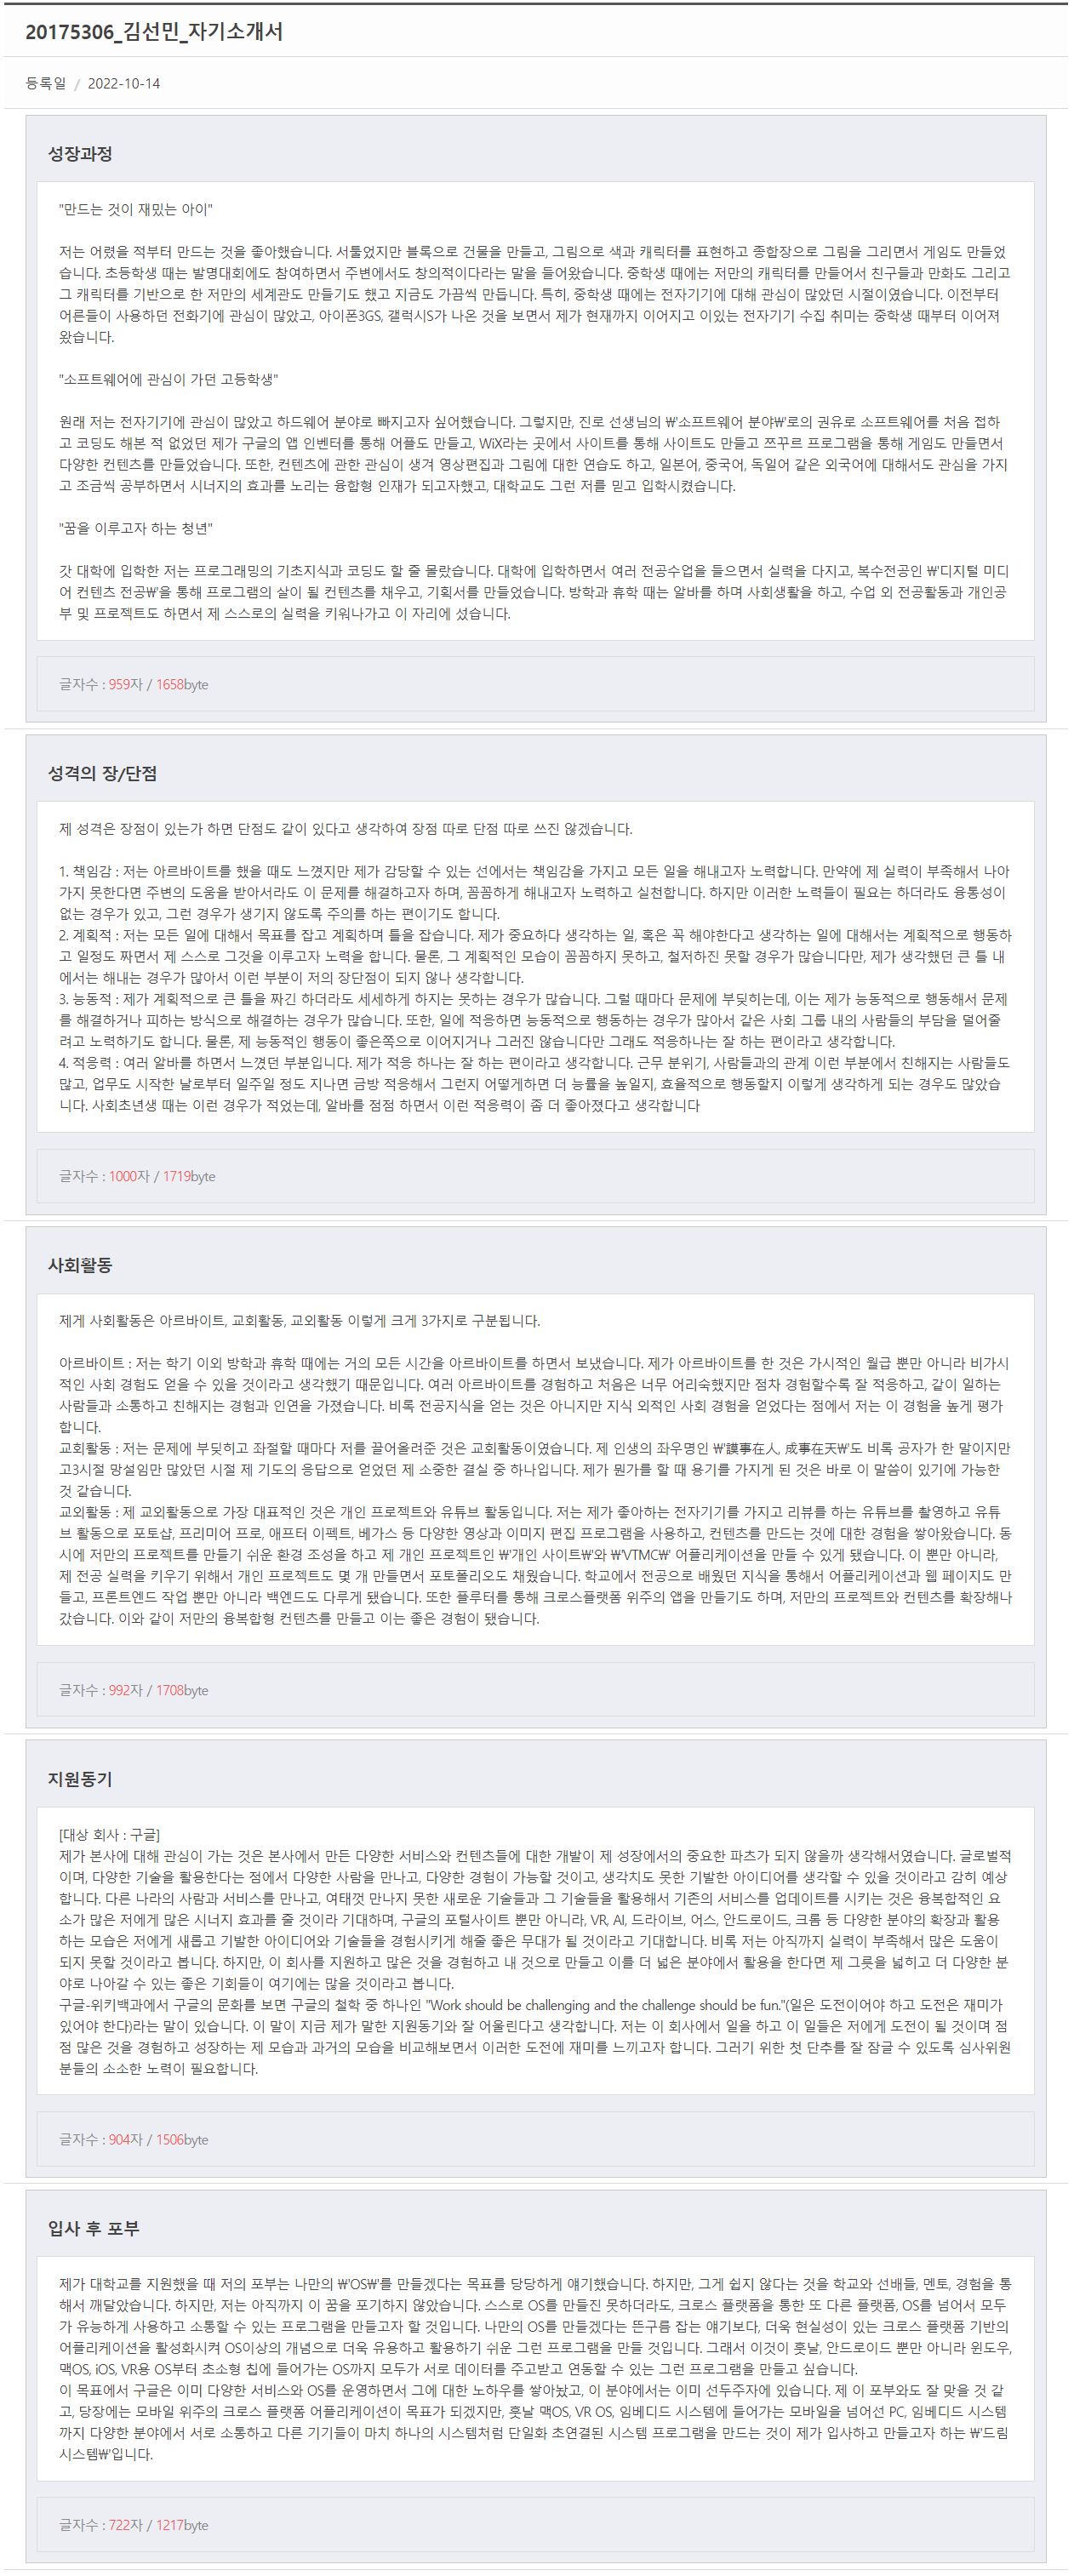 20175306_김선민_자기소개서
등록일 / 2022-10-14
성장과정
"만드는 것이 재밌는 아이"
저는 어렸을 적부터 만드는 것을 좋아했습니다. 서툴었지만 블록으로 건물을 만들고, 그림으로 색과 캐릭터를 표현하고 종합장으로 그림을 그리면서 게임도 만들었
습니다. 초등학생 때는 발명대회에도 참여하면서 주변에서도 창의적이다라는 말을 들어왔습니다. 중학생 때에는 저만의 캐릭터를 만들어서 친구들과 만화도 그리고
그 캐릭터를 기반으로 한 저만의 세계관도 만들기도 했고 지금도 가끔씩 만듭니다. 특히, 중학생 때에는 전자기기에 대해 관심이 많았던 시절이였습니다. 이전부터
어른들이 사용하던 전화기에 관심이 많았고, 아이폰3GS, 갤럭시S가 나온 것을 보면서 제가 현재까지 이어지고 이있는 전자기기 수집 취미는 중학생 때부터 이어져
왔습니다.
"소프트웨어에 관심이 가던 고등학생"
원래 저는 전자기기에 관심이 많았고 하드웨어 분야로 빠지고자 싶어했습니다. 그렇지만, 진로 선생님의 ₩'소프트웨어 분야₩'로의 권유로 소프트웨어를 처음 접하
고 코딩도 해본 적 없었던 제가 구글의 앱 인벤터를 통해 어플도 만들고, WiX라는 곳에서 사이트를 통해 사이트도 만들고 쯔꾸르 프로그램을 통해 게임도 만들면서
다양한 컨텐츠를 만들었습니다. 또한, 컨텐츠에 관한 관심이 생겨 영상편집과 그림에 대한 연습도 하고, 일본어, 중국어, 독일어 같은 외국어에 대해서도 관심을 가지
고 조금씩 공부하면서 시너지의 효과를 노리는 융합형 인재가 되고자했고, 대학교도 그런 저를 믿고 입학시켰습니다.
"꿈을 이루고자 하는 청년"
갓 대학에 입학한 저는 프로그래밍의 기초지식과 코딩도 할 줄 몰랐습니다. 대학에 입학하면서 여러 전공수업을 들으면서 실력을 다지고, 복수전공인 ₩'디지털 미디
어 컨텐츠 전공₩'을 통해 프로그램의 살이 될 컨텐츠를 채우고, 기획서를 만들었습니다. 방학과 휴학 때는 알바를 하며 사회생활을 하고, 수업 외 전공활동과 개인공
부 및 프로젝트도 하면서 제 스스로의 실력을 키워나가고 이 자리에 섰습니다.
글자수 : 959자 / 1658byte
성격의 장/단점
제 성격은 장점이 있는가 하면 단점도 같이 있다고 생각하여 장점 따로 단점 따로 쓰진 않겠습니다.
1. 책임감 : 저는 아르바이트를 했을 때도 느꼈지만 제가 감당할 수 있는 선에서는 책임감을 가지고 모든 일을 해내고자 노력합니다. 만약에 제 실력이 부족해서 나아
가지 못한다면 주변의 도움을 받아서라도 이 문제를 해결하고자 하며, 꼼꼼하게 해내고자 노력하고 실천합니다. 하지만 이러한 노력들이 필요는 하더라도 융통성이
없는 경우가 있고, 그런 경우가 생기지 않도록 주의를 하는 편이기도 합니다.
2. 계획적 : 저는 모든 일에 대해서 목표를 잡고 계획하며 틀을 잡습니다. 제가 중요하다 생각하는 일, 혹은 꼭 해야한다고 생각하는 일에 대해서는 계획적으로 행동하
고 일정도 짜면서 제 스스로 그것을 이루고자 노력을 합니다. 물론, 그 계획적인 모습이 꼼꼼하지 못하고, 철저하진 못할 경우가 많습니다만, 제가 생각했던 큰 틀 내
에서는 해내는 경우가 많아서 이런 부분이 저의 장단점이 되지 않나 생각합니다.
3. 능동적 : 제가 계획적으로 큰 틀을 짜긴 하더라도 세세하게 하지는 못하는 경우가 많습니다. 그럴 때마다 문제에 부딪히는데, 이는 제가 능동적으로 행동해서 문제
를 해결하거나 피하는 방식으로 해결하는 경우가 많습니다. 또한, 일에 적응하면 능동적으로 행동하는 경우가 많아서 같은 사회 그룹 내의 사람들의 부담을 덜어줄
려고 노력하기도 합니다. 물론, 제 능동적인 행동이 좋은쪽으로 이어지거나 그러진 않습니다만 그래도 적응하나는 잘 하는 편이라고 생각합니다.
4. 적응력 : 여러 알바를 하면서 느꼈던 부분입니다. 제가 적응 하나는 잘 하는 편이라고 생각합니다. 근무 분위기, 사람들과의 관계 이런 부분에서 친해지는 사람들도
많고, 업무도 시작한 날로부터 일주일 정도 지나면 금방 적응해서 그런지 어떻게하면 더 능률을 높일지, 효율적으로 행동할지 이렇게 생각하게 되는 경우도 많았습
니다. 사회초년생 때는 이런 경우가 적었는데, 알바를 점점 하면서 이런 적응력이 좀 더 좋아졌다고 생각합니다
글자수 : 1000자 / 1719byte
사회활동
제게 사회활동은 아르바이트, 교회활동, 교외활동 이렇게 크게 3가지로 구분됩니다.
아르바이트 : 저는 학기 이외 방학과 휴학 때에는 거의 모든 시간을 아르바이트를 하면서 보냈습니다. 제가 아르바이트를 한 것은 가시적인 월급 뿐만 아니라 비가시
적인 사회 경험도 얻을 수 있을 것이라고 생각했기 때문입니다. 여러 아르바이트를 경험하고 처음은 너무 어리숙했지만 점차 경험할수록 잘 적응하고, 같이 일하는
사람들과 소통하고 친해지는 경험과 인연을 가졌습니다. 비록 전공지식을 얻는 것은 아니지만 지식 외적인 사회 경험을 얻었다는 점에서 저는 이 경험을 높게 평가
합니다.
교회활동 : 저는 문제에 부딪히고 좌절할 때마다 저를 끌어올려준 것은 교회활동이였습니다. 제 인생의 좌우명인 ₩'謨事在人, 成事在天₩'도 비록 공자가 한 말이지만
고3시절 망설임만 많았던 시절 제 기도의 응답으로 얻었던 제 소중한 결실 중 하나입니다. 제가 뭔가를 할 때 용기를 가지게 된 것은 바로 이 말씀이 있기에 가능한
것 같습니다.
교외활동 : 제 교외활동으로 가장 대표적인 것은 개인 프로젝트와 유튜브 활동입니다. 저는 제가 좋아하는 전자기기를 가지고 리뷰를 하는 유튜브를 촬영하고 유튜
브 활동으로 포토샵, 프리미어 프로, 애프터 이팩트, 베가스 등 다양한 영상과 이미지 편집 프로그램을 사용하고, 컨텐츠를 만드는 것에 대한 경험을 쌓아왔습니다. 동
시에 저만의 프로젝트를 만들기 쉬운 환경 조성을 하고 제 개인 프로젝트인 ₩'개인 사이트₩'와 ₩'VTMC₩' 어플리케이션을 만들 수 있게 됐습니다. 이 뿐만 아니라,
제 전공 실력을 키우기 위해서 개인 프로젝트도 몇 개 만들면서 포토폴리오도 채웠습니다. 학교에서 전공으로 배웠던 지식을 통해서 어플리케이션과 웹 페이지도 만
들고, 프론트엔드 작업 뿐만 아니라 백엔드도 다루게 됐습니다. 또한 플루터를 통해 크로스플랫폼 위주의 앱을 만들기도 하며, 저만의 프로젝트와 컨텐츠를 확장해나
갔습니다. 이와 같이 저만의 융복합형 컨텐츠를 만들고 이는 좋은 경험이 됐습니다.
글자수 : 992자 / 1708byte
지원동기
[대상 회사 : 구글]
제가 본사에 대해 관심이 가는 것은 본사에서 만든 다양한 서비스와 컨텐츠들에 대한 개발이 제 성장에서의 중요한 파츠가 되지 않을까 생각해서였습니다. 글로벌적
이며, 다양한 기술을 활용한다는 점에서 다양한 사람을 만나고, 다양한 경험이 가능할 것이고, 생각치도 못한 기발한 아이디어를 생각할 수 있을 것이라고 감히 예상
합니다. 다른 나라의 사람과 서비스를 만나고, 여태껏 만나지 못한 새로운 기술들과 그 기술들을 활용해서 기존의 서비스를 업데이트를 시키는 것은 융복합적인 요
소가 많은 저에게 많은 시너지 효과를 줄 것이라 기대하며, 구글의 포털사이트 뿐만 아니라, VR, AI, 드라이브, 어스, 안드로이드, 크롬 등 다양한 분야의 확장과 활용
하는 모습은 저에게 새롭고 기발한 아이디어와 기술들을 경험시키게 해줄 좋은 무대가 될 것이라고 기대합니다. 비록 저는 아직까지 실력이 부족해서 많은 도움이
되지 못할 것이라고 봅니다. 하지만, 이 회사를 지원하고 많은 것을 경험하고 내 것으로 만들고 이를 더 넓은 분야에서 활용을 한다면 제 그릇을 넓히고 더 다양한 분
야로 나아갈 수 있는 좋은 기회들이 여기에는 많을 것이라고 봅니다.
구글-위키백과에서 구글의 문화를 보면 구글의 철학 중 하나인 "Work should be challenging and the challenge should be fun."(일은 도전이어야 하고 도전은 재미가
있어야 한다)라는 말이 있습니다. 이 말이 지금 제가 말한 지원동기와 잘 어울린다고 생각합니다. 저는 이 회사에서 일을 하고 이 일들은 저에게 도전이 될 것이며 점
점 많은 것을 경험하고 성장하는 제 모습과 과거의 모습을 비교해보면서 이러한 도전에 재미를 느끼고자 합니다. 그러기 위한 첫 단추를 잘 잠글 수 있도록 심사위원
분들의 소소한 노력이 필요합니다.
글자수 : 904자 / 1506byte
입사 후 포부
제가 대학교를 지원했을 때 저의 포부는 나만의 ₩'OS₩'를 만들겠다는 목표를 당당하게 얘기했습니다. 하지만, 그게 쉽지 않다는 것을 학교와 선배들, 멘토, 경험을 통
해서 깨달았습니다. 하지만, 저는 아직까지 이 꿈을 포기하지 않았습니다. 스스로 OS를 만들진 못하더라도, 크로스 플랫폼을 통한 또 다른 플랫폼, OS를 넘어서 모두
가 유능하게 사용하고 소통할 수 있는 프로그램을 만들고자 할 것입니다. 나만의 OS를 만들겠다는 뜬구름 잡는 얘기보다, 더욱 현실성이 있는 크로스 플랫폼 기반의
어플리케이션을 활성화시켜 OS이상의 개념으로 더욱 유용하고 활용하기 쉬운 그런 프로그램을 만들 것입니다. 그래서 이것이 훗날, 안드로이드 뿐만 아니라 윈도우,
맥OS, iOS, VR용 OS부터 초소형 칩에 들어가는 OS까지 모두가 서로 데이터를 주고받고 연동할 수 있는 그런 프로그램을 만들고 싶습니다.
이 목표에서 구글은 이미 다양한 서비스와 OS를 운영하면서 그에 대한 노하우를 쌓아놨고, 이 분야에서는 이미 선두주자에 있습니다. 제 이 포부와도 잘 맞을 것 같
고, 당장에는 모바일 위주의 크로스 플랫폼 어플리케이션이 목표가 되겠지만, 훗날 맥OS, VR OS, 임베디드 시스템에 들어가는 모바일을 넘어선 PC, 임베디드 시스템
까지 다양한 분야에서 서로 소통하고 다른 기기들이 마치 하나의 시스템처럼 단일화 초연결된 시스템 프로그램을 만드는 것이 제가 입사하고 만들고자 하는 ₩'드림
시스템₩'입니다.
글자수 : 722자 / 1217byte